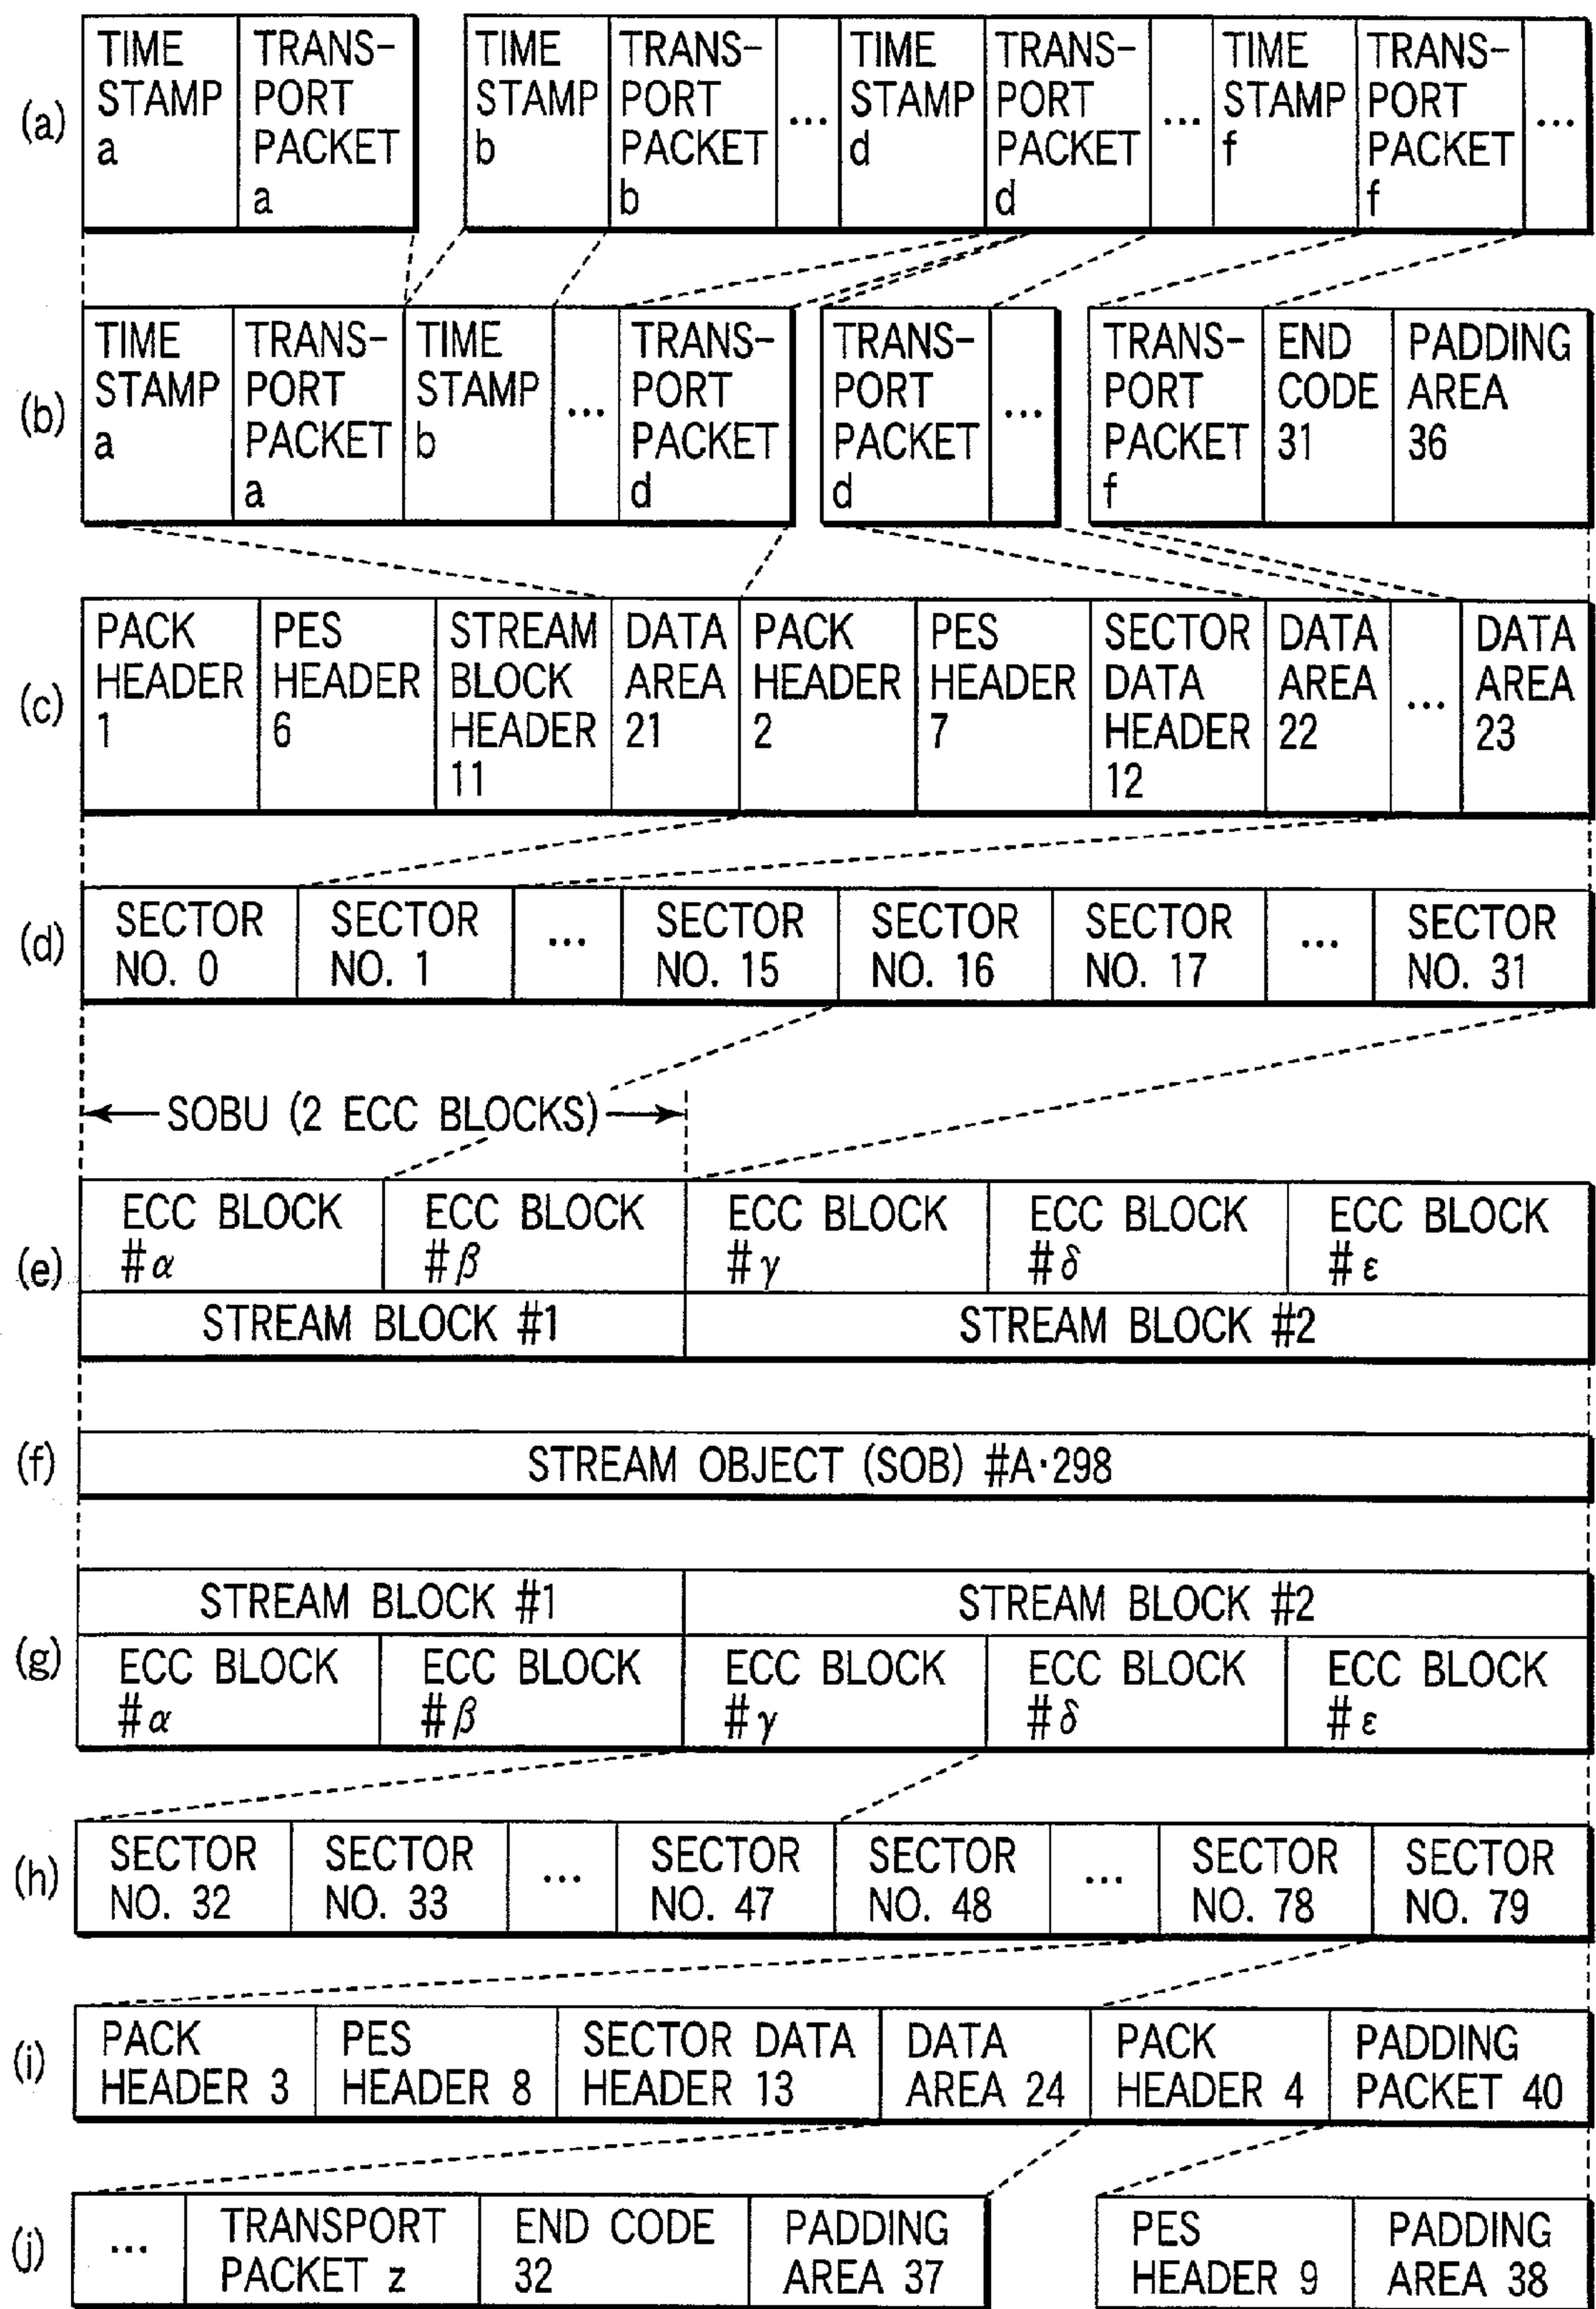 (a)
TIME STAMP a
TRANS- PORT PACKET a
TIME STAMP b
TRANS- PORT PACKET b
...
TIME STAMP d
TRANS- PORT PACKET d
...
TIME STAMP f
TRANS- PORT PACKET f
...
(b)
TIME STAMP a
TRANS- PORT PACKET a
TIME STAMP b
...
TRANS- PORT PACKET d
TRANS- PORT PACKET d
...
TRANS- PORT PACKET f
END CODE 31
PADDING AREA 36
(c)
PACK HEADER 1
PES HEADER 6
STREAM BLOCK HEADER 11
DATA AREA 21
PACK HEADER 2
PES HEADER 7
SECTOR DATA HEADER 12
DATA AREA 22
...
DATA AREA 23
(d)
SECTOR NO. 0
SECTOR NO. 1
...
SECTOR NO. 15
SECTOR NO. 16
SECTOR NO. 17
...
SECTOR NO. 31
SOBU (2 ECC BLOCKS)
(e)
ECC BLOCK #α
ECC BLOCK #β
ECC BLOCK #γ
ECC BLOCK #δ
ECC BLOCK #ε
STREAM BLOCK #1
STREAM BLOCK #2
(f)
STREAM OBJECT (SOB) #A·298
(g)
STREAM BLOCK #1
STREAM BLOCK #2
ECC BLOCK #α
ECC BLOCK #β
ECC BLOCK #γ
ECC BLOCK #δ
ECC BLOCK #ε
(h)
SECTOR NO. 32
SECTOR NO. 33
...
SECTOR NO. 47
SECTOR NO. 48
...
SECTOR NO. 78
SECTOR NO. 79
(i)
PACK HEADER 3
PES HEADER 8
SECTOR DATA HEADER 13
DATA AREA 24
PACK HEADER 4
PADDING PACKET 40
(j)
...
TRANSPORT PACKET z
END CODE 32
PADDING AREA 37
PES HEADER 9
PADDING AREA 38